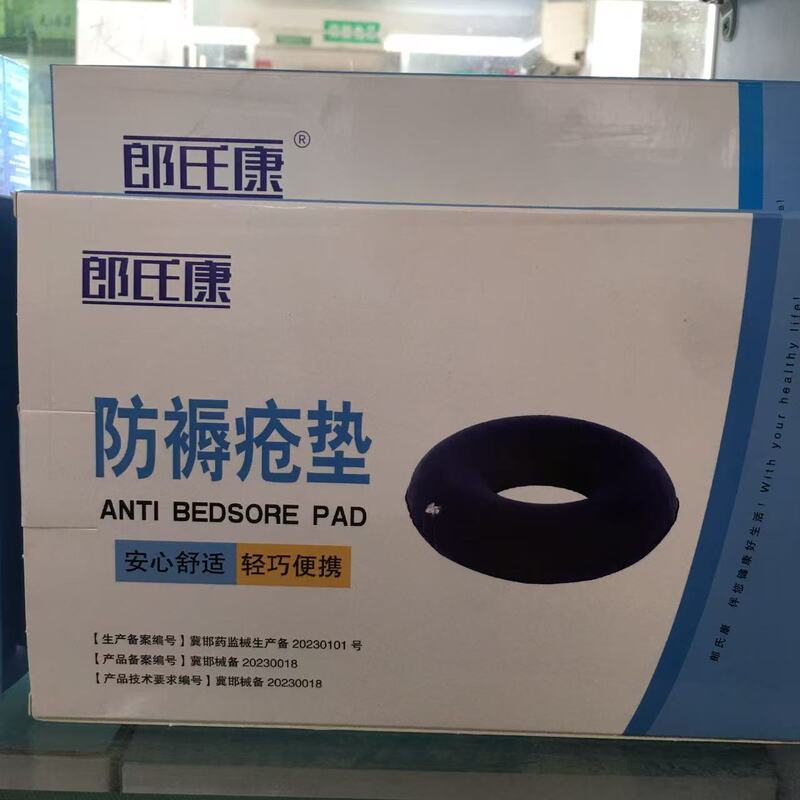 郎氏康®
郎氏康
防褥疮垫
ANTI BEDSORE PAD
安心舒适 轻巧便携
【生产备案编号】冀邯药监械生产备 20230101 号
【产品备案编号】冀邯械备 20230018
【产品技术要求编号】冀邯械备 20230018
郎氏康 伴您健康好生活！With your healthy life!